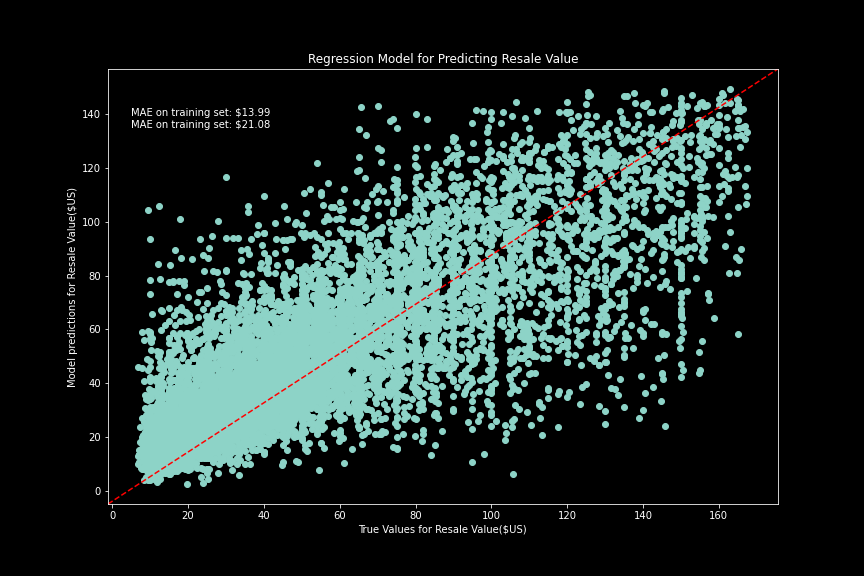 Regression Model for Predicting Resale Value
MAE on training set: $13.99
MAE on training set: $21.08
Model predictions for Resale Value($US)
140
120
100
80
60
40
20
0
0 20 40 60 80 100 120 140 160
True Values for Resale Value($US)